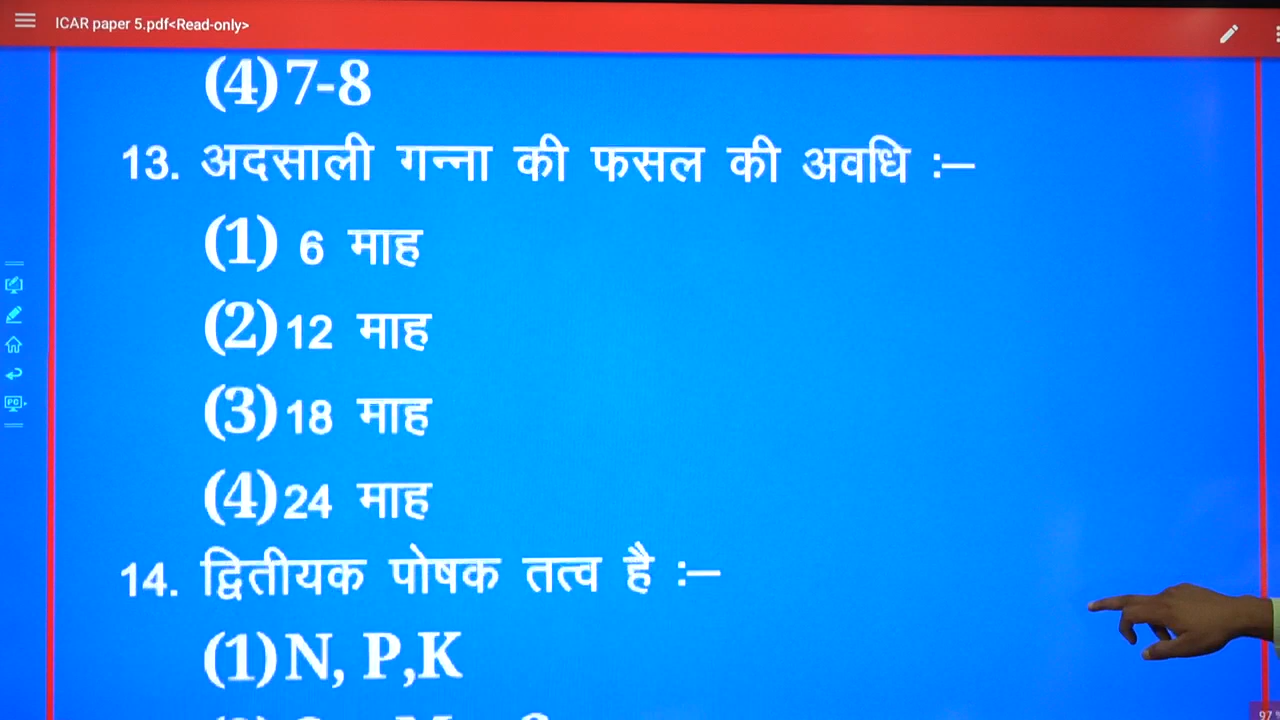 ICAR paper 5.pdf<Read-only>
(4) 7-8
13. अदसाली गन्ना की फसल की अवधि :–
(1) 6 माह
(2) 12 माह
(3) 18 माह
(4) 24 माह
14. द्वितीयक पोषक तत्व है :–
(1) N, P,K